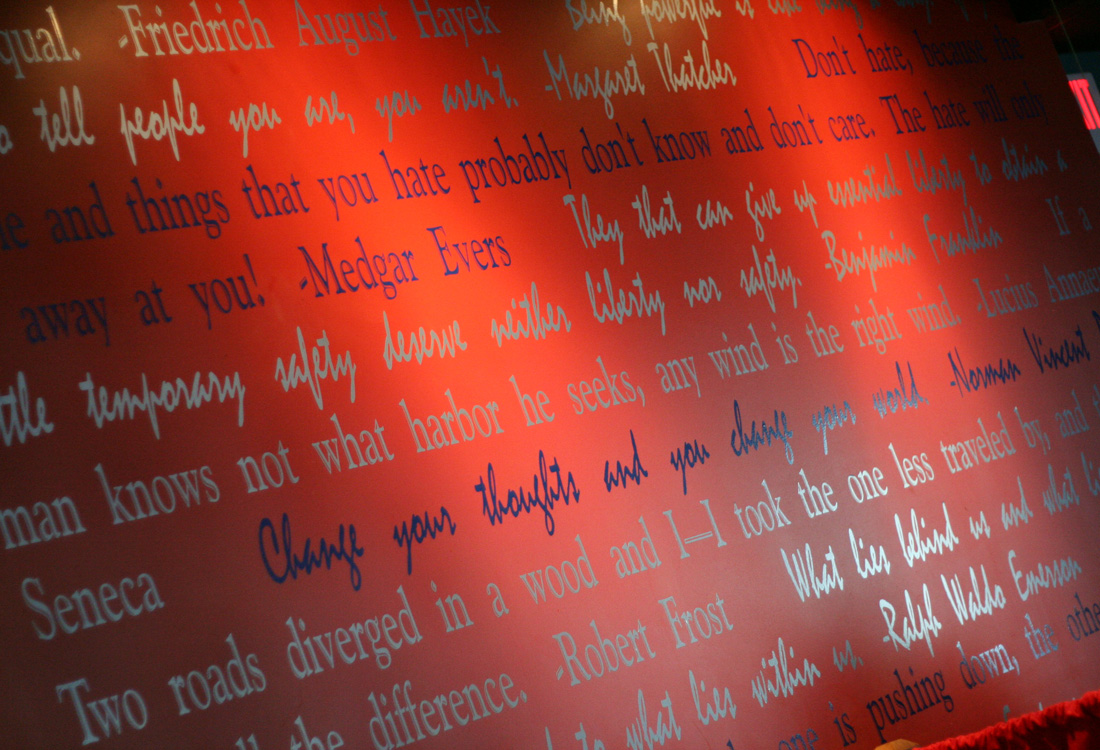 qual. -Friedrich August Hayek Being powerful is like being a
tell people you are, you aren't. -Margaret Thatcher Don't hate, because the
and things that you hate probably don't know and don't care. The hate will only
away at you! -Medgar Evers They that can give up essential liberty to obtain a
ttle temporary safety deserve neither liberty nor safety. -Benjamin Franklin If a
man knows not what harbor he seeks, any wind is the right wind. -Lucius Annae
Seneca Change your thoughts and you change your world. -Norman Vincent
Two roads diverged in a wood and I—I took the one less traveled by, and
the difference. -Robert Frost What lies behind us and what li
to what lies within us. -Ralph Waldo Emerson
one is pushing down, the othe